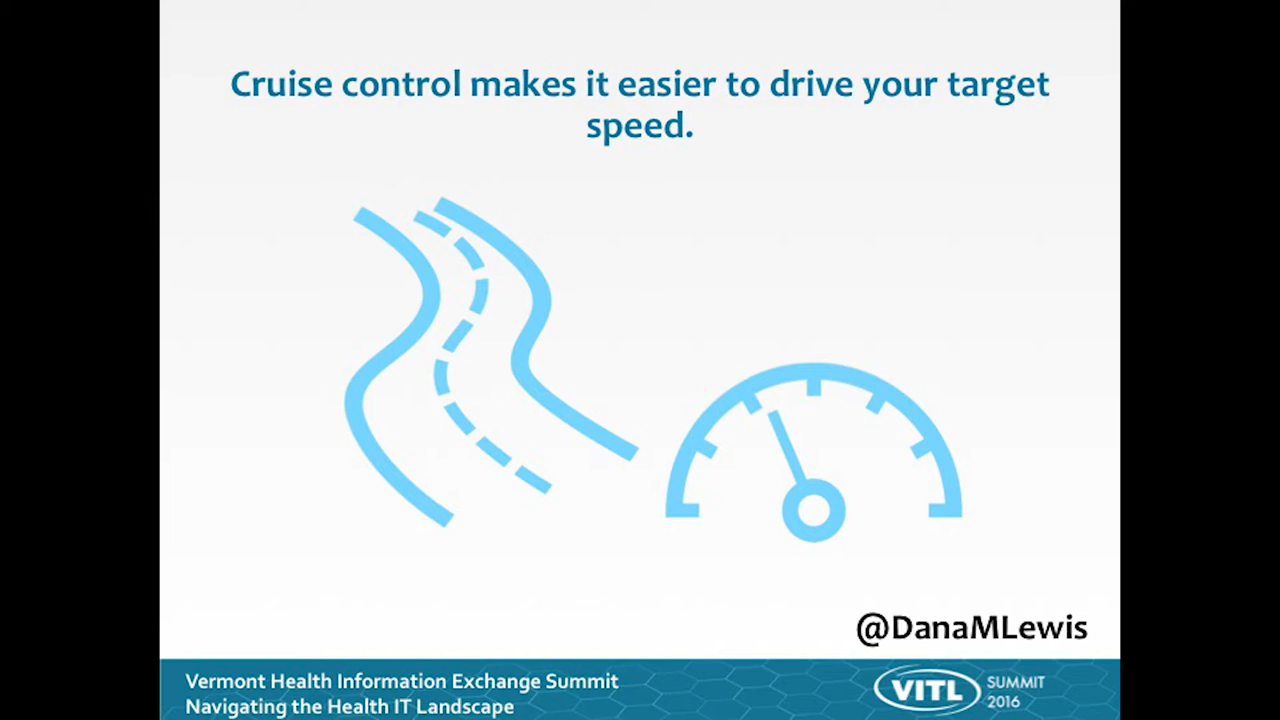 Cruise control makes it easier to drive your target
speed.
@DanaMLewis
Vermont Health Information Exchange Summit
Navigating the Health IT Landscape
VITL
SUMMIT
2016